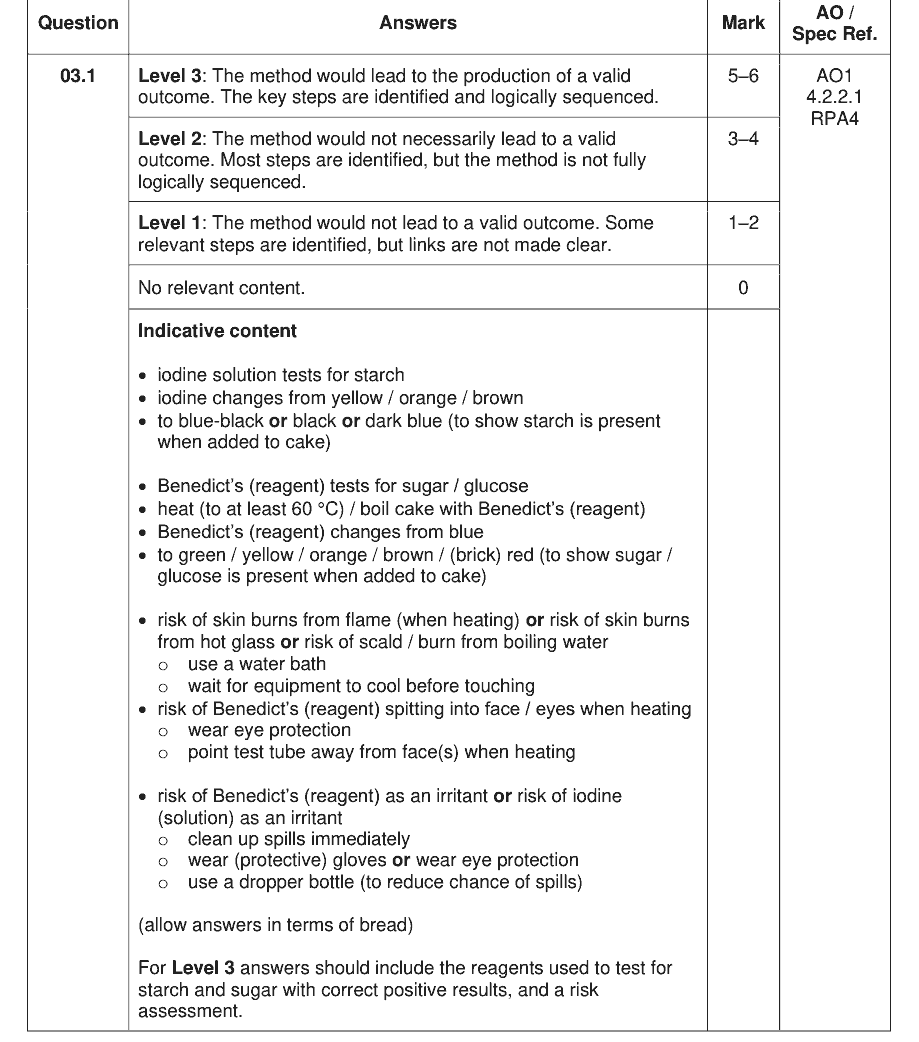 Question
Answers
Mark
AO /
Spec Ref.
03.1
Level 3: The method would lead to the production of a valid
outcome. The key steps are identified and logically sequenced.
5–6
AO1
4.2.2.1
RPA4
Level 2: The method would not necessarily lead to a valid
outcome. Most steps are identified, but the method is not fully
logically sequenced.
3–4
Level 1: The method would not lead to a valid outcome. Some
relevant steps are identified, but links are not made clear.
1–2
No relevant content.
0
Indicative content
• iodine solution tests for starch
• iodine changes from yellow / orange / brown
• to blue-black or black or dark blue (to show starch is present
when added to cake)
• Benedict's (reagent) tests for sugar / glucose
• heat (to at least 60 °C) / boil cake with Benedict's (reagent)
• Benedict's (reagent) changes from blue
• to green / yellow / orange / brown / (brick) red (to show sugar /
glucose is present when added to cake)
• risk of skin burns from flame (when heating) or risk of skin burns
from hot glass or risk of scald / burn from boiling water
o use a water bath
o wait for equipment to cool before touching
• risk of Benedict's (reagent) spitting into face / eyes when heating
o wear eye protection
o point test tube away from face(s) when heating
• risk of Benedict's (reagent) as an irritant or risk of iodine
(solution) as an irritant
o clean up spills immediately
o wear (protective) gloves or wear eye protection
o use a dropper bottle (to reduce chance of spills)
(allow answers in terms of bread)
For Level 3 answers should include the reagents used to test for
starch and sugar with correct positive results, and a risk
assessment.